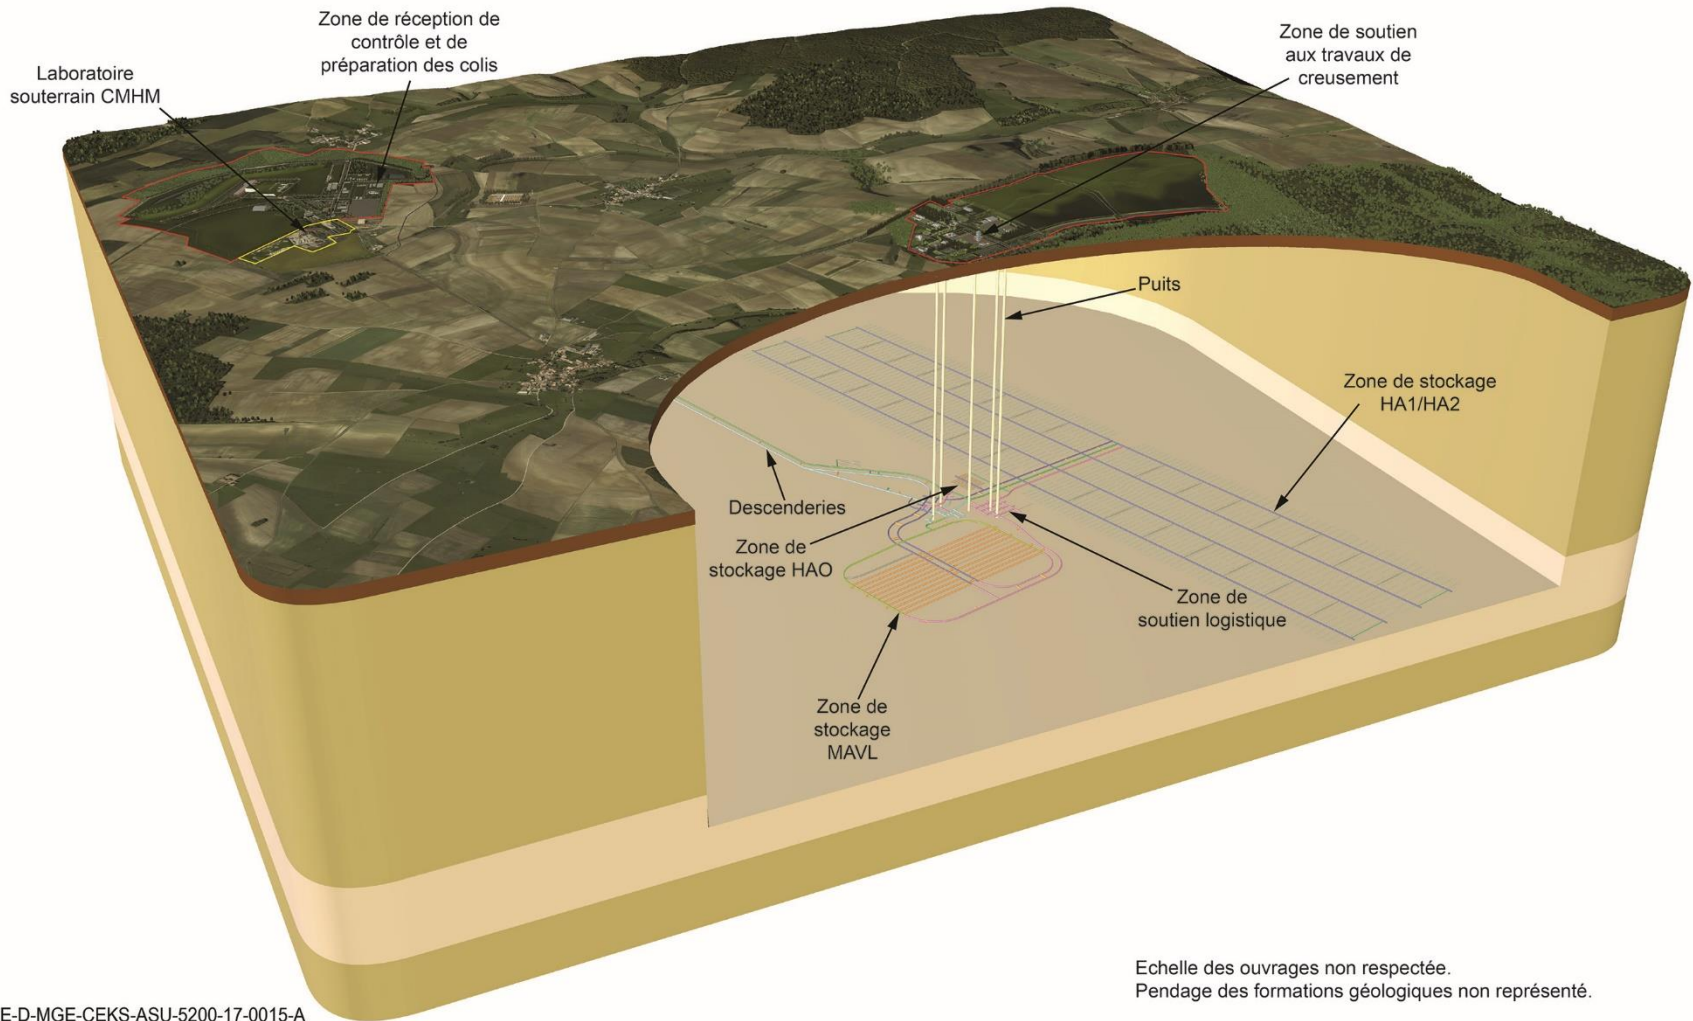 Zone de réception de
contrôle et de
préparation des colis
Laboratoire
souterrain CMHM
Zone de soutien
aux travaux de
creusement
Puits
Zone de stockage
HA1/HA2
Descenderies
Zone de
stockage HAO
Zone de
soutien logistique
Zone de
stockage
MAVL
Echelle des ouvrages non respectée.
Pendage des formations géologiques non représenté.
E-D-MGE-CEKS-ASU-5200-17-0015-A